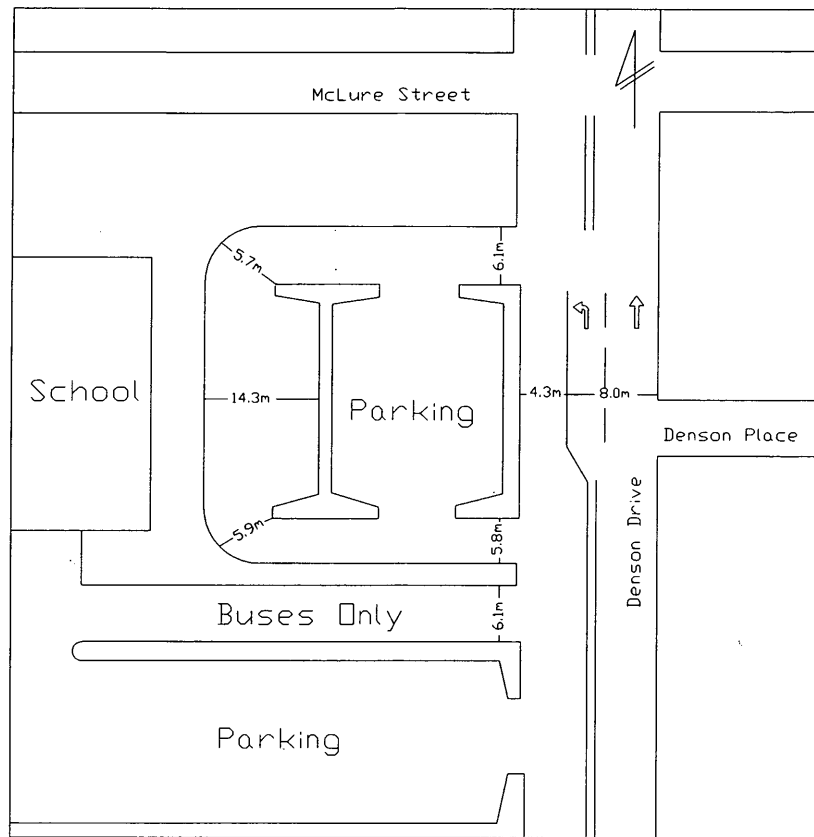 McLure Street
5.7m
6.1m
School
14.3m
Parking
4.3m
8.0m
Denson Place
5.9m
5.8m
Denson Drive
Buses Only
6.1m
Parking